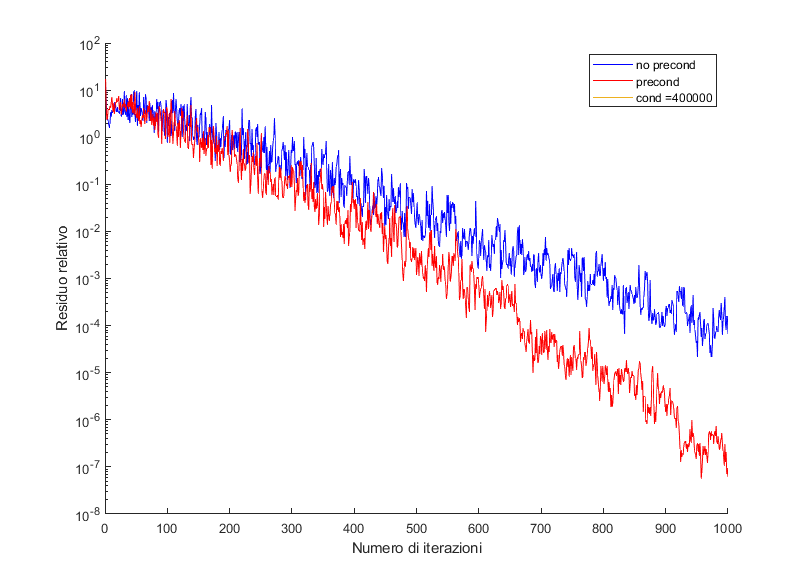 10^2
10^1
10^0
10^-1
10^-2
10^-3
10^-4
10^-5
10^-6
10^-7
10^-8
Residuo relativo
0 100 200 300 400 500 600 700 800 900 1000
Numero di iterazioni
no precond
precond
cond =400000